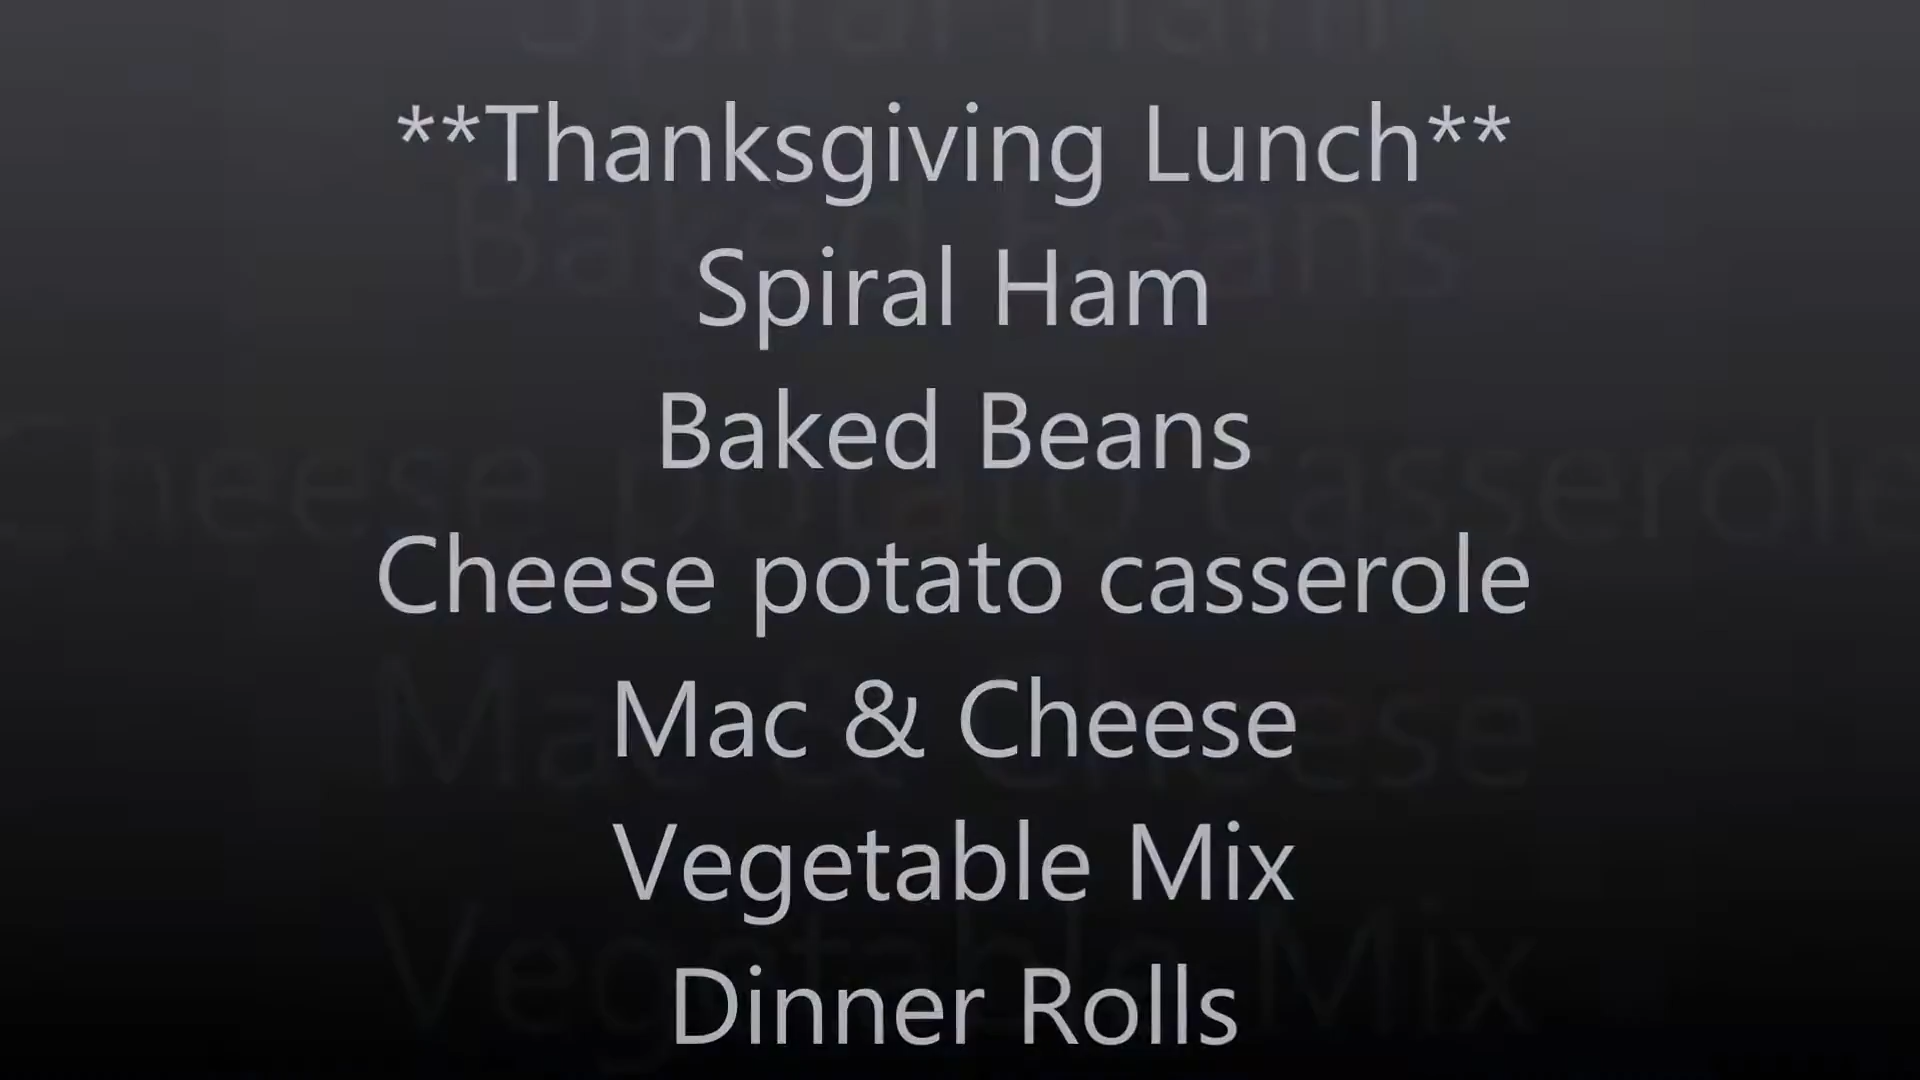 **Thanksgiving Lunch**
Spiral Ham
Baked Beans
Cheese potato casserole
Mac & Cheese
Vegetable Mix
Dinner Rolls